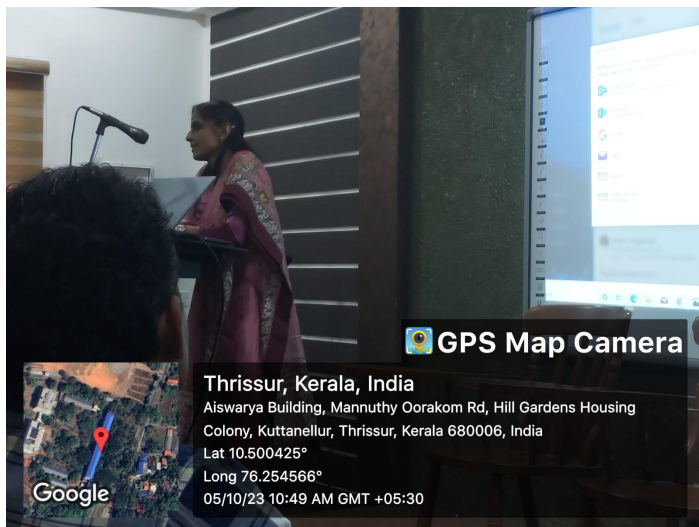 GPS Map Camera
Thrissur, Kerala, India
Aiswarya Building, Mannuthy Oorakom Rd, Hill Gardens Housing
Colony, Kuttanellur, Thrissur, Kerala 680006, India
Lat 10.500425°
Long 76.254566°
05/10/23 10:49 AM GMT +05:30
Google